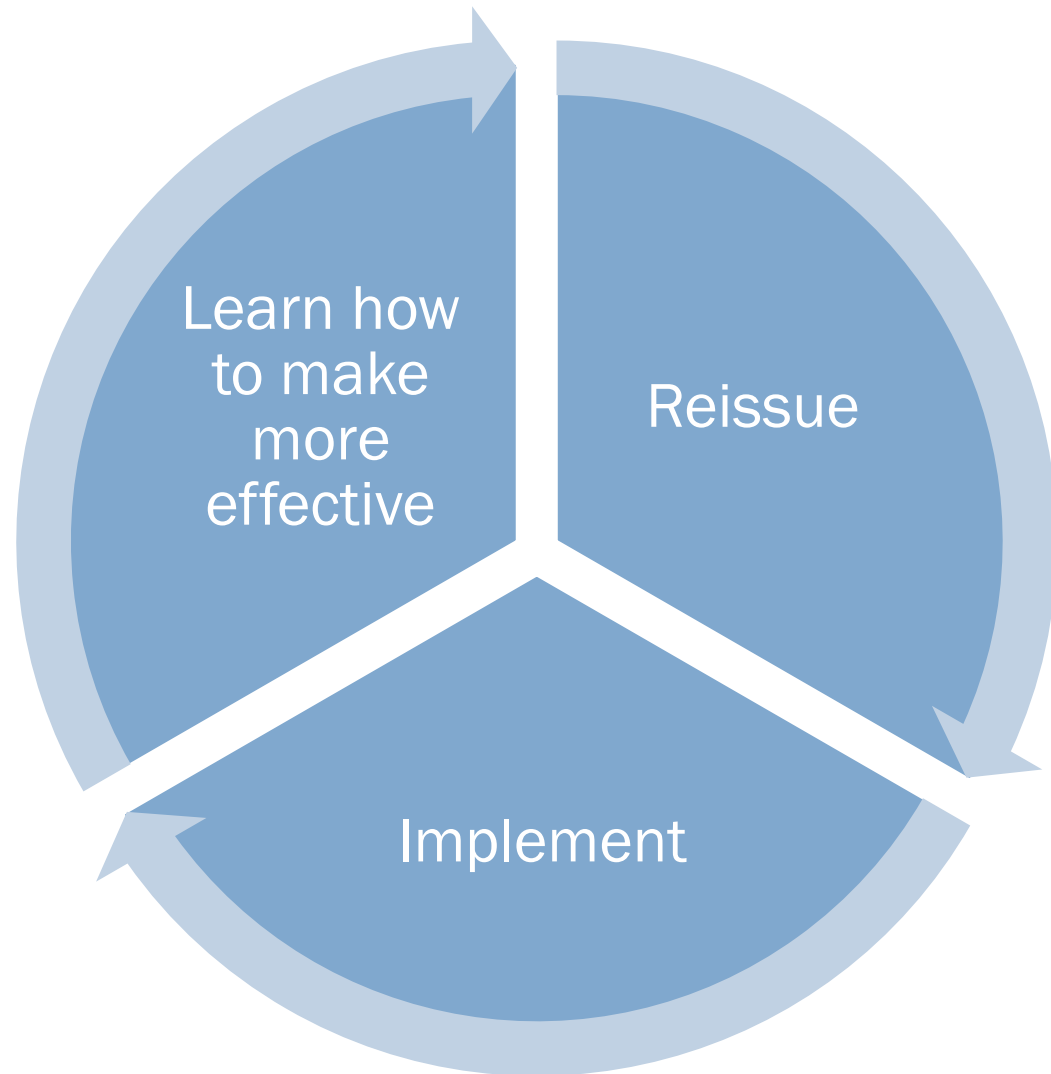 Learn how
to make
more
effective
Reissue
Implement